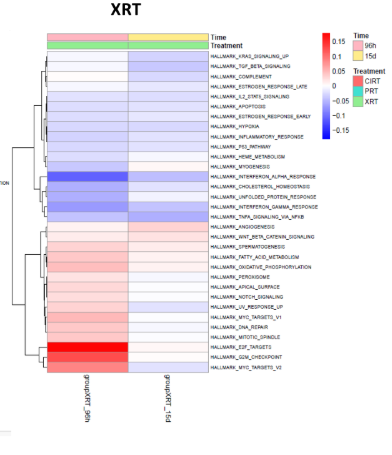 XRT
Time
Treatment
HALLMARK_KRAS_SIGNALING_UP
HALLMARK_TGF_BETA_SIGNALING
HALLMARK_COMPLEMENT
HALLMARK_ESTROGEN_RESPONSE_LATE
HALLMARK_IL2_STAT5_SIGNALING
HALLMARK_APOPTOSIS
HALLMARK_ESTROGEN_RESPONSE_EARLY
HALLMARK_HYPOXIA
HALLMARK_INFLAMMATORY_RESPONSE
HALLMARK_P53_PATHWAY
HALLMARK_HEME_METABOLISM
HALLMARK_MYOGENESIS
HALLMARK_INTERFERON_ALPHA_RESPONSE
HALLMARK_CHOLESTEROL_HOMEOSTASIS
HALLMARK_UNFOLDED_PROTEIN_RESPONSE
HALLMARK_INTERFERON_GAMMA_RESPONSE
HALLMARK_TNFA_SIGNALING_VIA_NFKB
HALLMARK_ANGIOGENESIS
HALLMARK_WNT_BETA_CATENIN_SIGNALING
HALLMARK_SPERMATOGENESIS
HALLMARK_FATTY_ACID_METABOLISM
HALLMARK_OXIDATIVE_PHOSPHORYLATION
HALLMARK_PEROXISOME
HALLMARK_APICAL_SURFACE
HALLMARK_NOTCH_SIGNALING
HALLMARK_UV_RESPONSE_UP
HALLMARK_MYC_TARGETS_V1
HALLMARK_DNA_REPAIR
HALLMARK_MITOTIC_SPINDLE
HALLMARK_E2F_TARGETS
HALLMARK_G2M_CHECKPOINT
HALLMARK_MYC_TARGETS_V2
groupXRT_96h
groupXRT_15d
0.15
0.1
0.05
0
−0.05
−0.1
−0.15
Time
96h
15d
Treatment
CIRT
PRT
XRT
TION